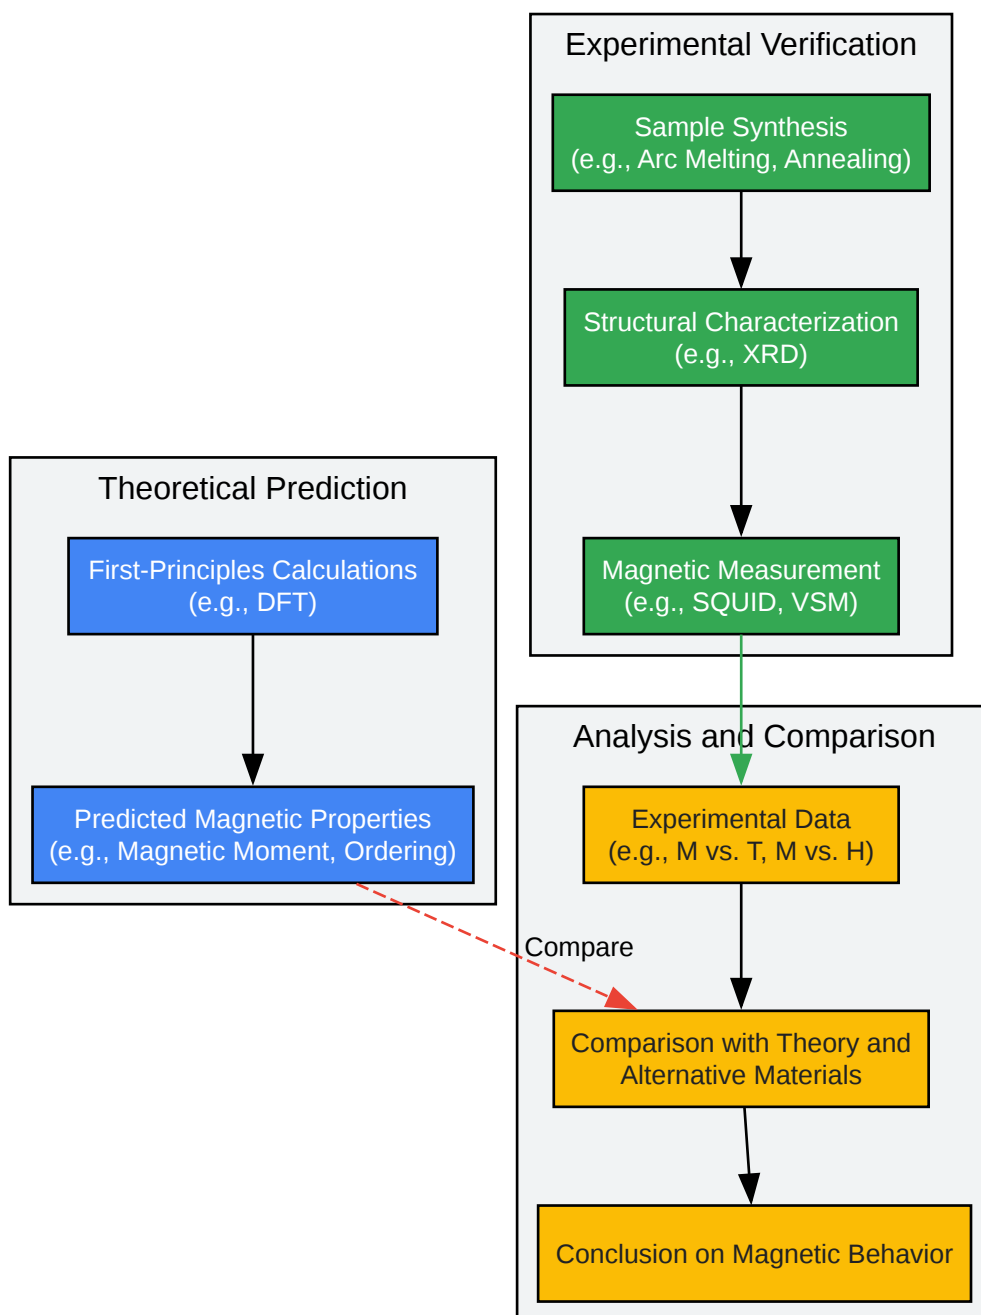 Experimental Verification
Sample Synthesis
(e.g., Arc Melting, Annealing)
Structural Characterization
(e.g., XRD)
Magnetic Measurement
(e.g., SQUID, VSM)
Theoretical Prediction
First-Principles Calculations
(e.g., DFT)
Predicted Magnetic Properties
(e.g., Magnetic Moment, Ordering)
Analysis and Comparison
Experimental Data
(e.g., M vs. T, M vs. H)
Compare
Comparison with Theory and
Alternative Materials
Conclusion on Magnetic Behavior